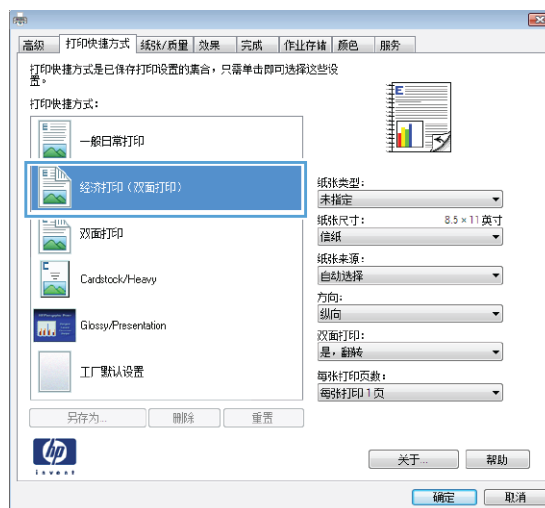 高级 打印快捷方式 纸张/质量 效果 完成 作业存储 颜色 服务
打印快捷方式是已保存打印设置的集合，只需单击即可选择这些设
置。
打印快捷方式：
一般日常打印
经济打印（双面打印）
双面打印
Cardstock/Heavy
Glossy/Presentation
工厂默认设置
另存为... 删除 重置
E
纸张类型：
未指定
纸张尺寸： 8.5 × 11 英寸
信纸
纸张来源：
自动选择
方向：
纵向
双面打印：
是，翻转
每张打印页数：
每张打印 1 页
hp
invent
关于... 帮助
确定 取消